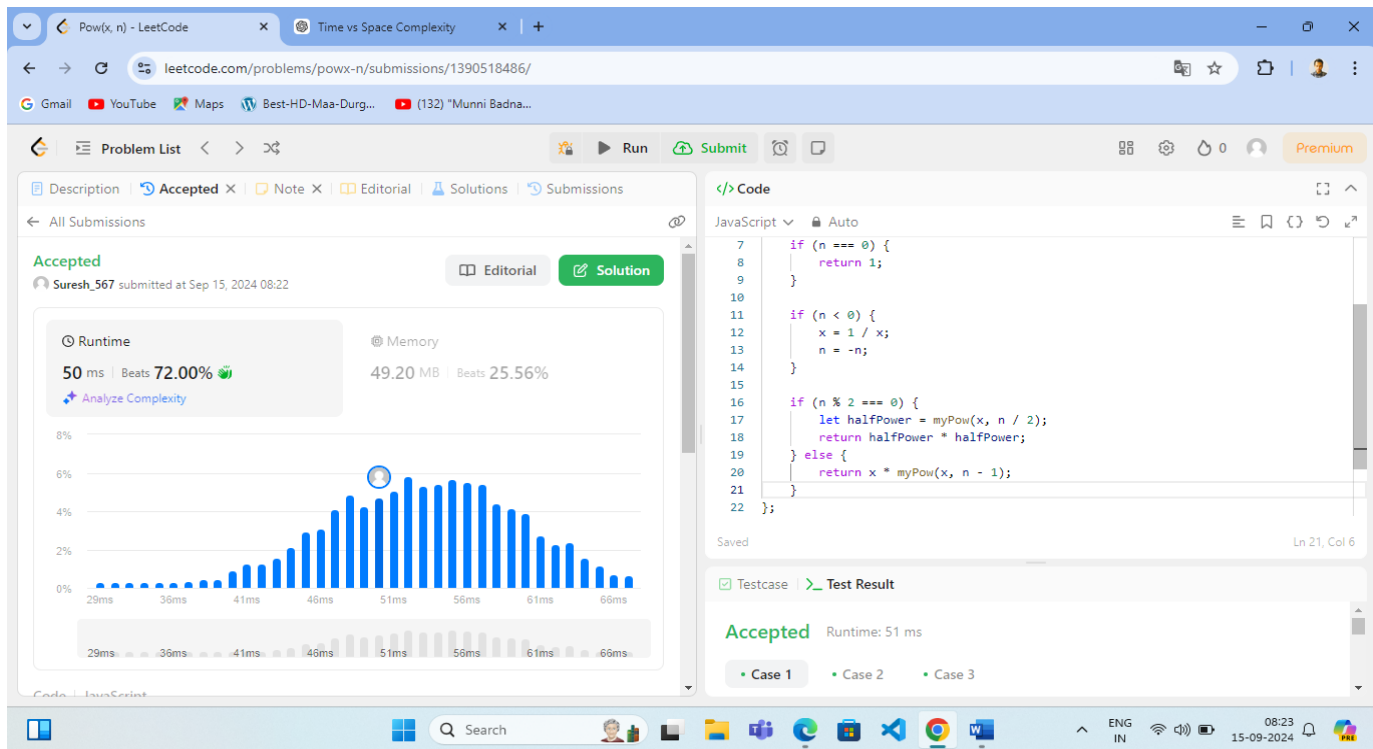 Pow(x, n) - LeetCode
Time vs Space Complexity
leetcode.com/problems/powx-n/submissions/1390518486/
Gmail YouTube Maps Best-HD-Maa-Durg... (132) "Munni Badna...
Problem List Run Submit 0 Premium
Description Accepted Note Editorial Solutions Submissions
All Submissions
Accepted
Suresh_567 submitted at Sep 15, 2024 08:22
Editorial Solution
Runtime
50 ms Beats 72.00%
Analyze Complexity
Memory
49.20 MB Beats 25.56%
8%
6%
4%
2%
0%
29ms 36ms 41ms 46ms 51ms 56ms 61ms 66ms
29ms 36ms 41ms 46ms 51ms 56ms 61ms 66ms
Code JavaScript
</> Code
JavaScript Auto
7 if (n === 0) {
8 return 1;
9 }
10
11 if (n < 0) {
12 x = 1 / x;
13 n = -n;
14 }
15
16 if (n % 2 === 0) {
17 let halfPower = myPow(x, n / 2);
18 return halfPower * halfPower;
19 } else {
20 return x * myPow(x, n - 1);
21 }
22 };
Saved Ln 21, Col 6
Testcase >_ Test Result
Accepted Runtime: 51 ms
• Case 1 • Case 2 • Case 3
Search
ENG
IN
08:23
15-09-2024
PRE